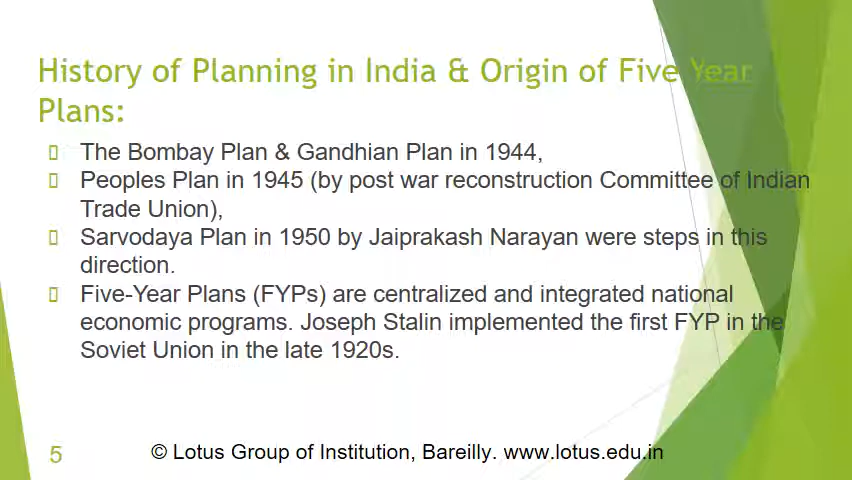 History of Planning in India & Origin of Five Year
Plans:
The Bombay Plan & Gandhian Plan in 1944,
Peoples Plan in 1945 (by post war reconstruction Committee of Indian
Trade Union),
Sarvodaya Plan in 1950 by Jaiprakash Narayan were steps in this
direction.
Five-Year Plans (FYPs) are centralized and integrated national
economic programs. Joseph Stalin implemented the first FYP in the
Soviet Union in the late 1920s.
5
© Lotus Group of Institution, Bareilly. www.lotus.edu.in